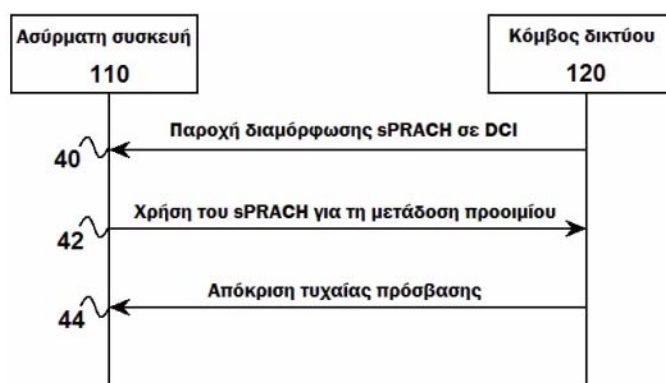 Ασύρματη συσκευή
110
Κόμβος δικτύου
120
Παροχή διαμόρφωσης sPRACH σε DCI
40
Χρήση του sPRACH για τη μετάδοση προοιμίου
42
Απόκριση τυχαίας πρόσβασης
44